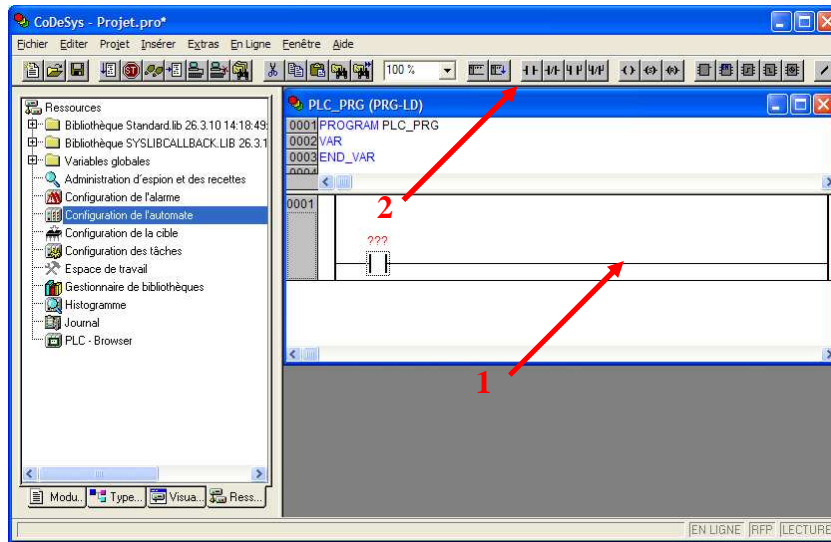 CoDeSys - Projet.pro*
Fichier Editer Projet Insérer Extras En Ligne Fenêtre Aide
100 %
Ressources
Bibliothèque Standard.lib 26.3.10 14:18:49:
Bibliothèque SYSLIBCALLBACK.LIB 26.3.1
Variables globales
Administration d'espion et des recettes
Configuration de l'alarme
Configuration de l'automate
Configuration de la cible
Configuration des tâches
Espace de travail
Gestionnaire de bibliothèques
Histogramme
Journal
PLC - Browser
Modu... Type... Visua... Ress...
PLC_PRG (PRG-LD)
0001 PROGRAM PLC_PRG
0002 VAR
0003 END_VAR
0004
0001
???
2
1
EN LIGNE RFP LECTURE